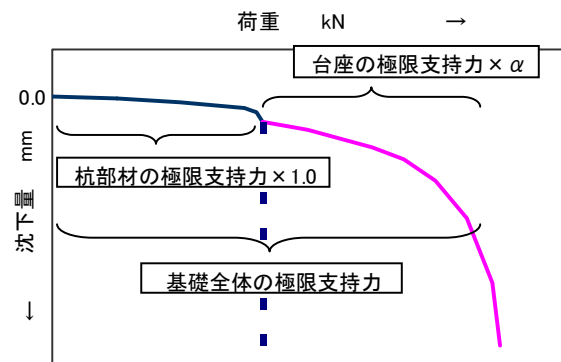 荷重 kN →
台座の極限支持力×α
0.0
杭部材の極限支持力×1.0
沈下量 mm
↓
基礎全体の極限支持力